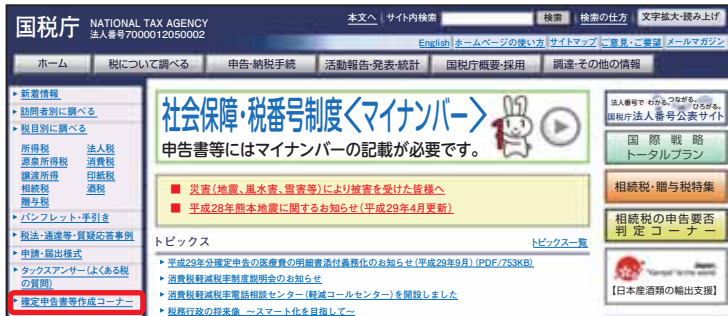 国税庁
NATIONAL TAX AGENCY
法人番号7000012050002
本文へ
サイト内検索
検索
検索の仕方
文字拡大・読み上げ
English
ホームページの使い方
サイトマップ
ご意見・ご要望
メールマガジン
ホーム
税について調べる
申告・納税手続
活動報告・発表・統計
国税庁概要・採用
調達・その他の情報
新着情報
訪問者別に調べる
税目別に調べる
所得税 法人税
源泉所得税 消費税
譲渡所得 印紙税
相続税 酒税
贈与税
パンフレット・手引き
税法・通達等・質疑応答事例
申請・届出様式
タックスアンサー(よくある税
の質問)
確定申告書等作成コーナー
社会保障・税番号制度<マイナンバー>
申告書等にはマイナンバーの記載が必要です。
災害(地震、風水害、雪害等)により被害を受けた皆様へ
平成28年熊本地震に関するお知らせ(平成29年4月更新)
トピックス
トピックス一覧
平成29年分確定申告の医療費の明細書添付義務化のお知らせ(平成29年9月)(PDF/753KB)
消費税軽減税率制度説明会のお知らせ
消費税軽減税率電話相談センター(軽減コールセンター)を開設しました
税務行政の将来像 ~スマート化を目指して~
法人番号で わかる。つながる。
ひろがる。
国税庁法人番号公表サイト
国際戦略
トータルプラン
相続税・贈与税特集
相続税の申告要否
判定コーナー
【日本産酒類の輸出支援】